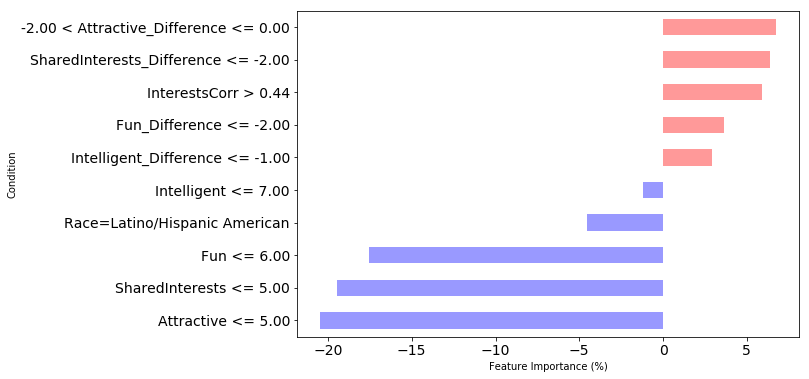 -2.00 < Attractive_Difference <= 0.00
SharedInterests_Difference <= -2.00
InterestsCorr > 0.44
Fun_Difference <= -2.00
Intelligent_Difference <= -1.00
Intelligent <= 7.00
Race=Latino/Hispanic American
Fun <= 6.00
SharedInterests <= 5.00
Attractive <= 5.00
Condition
−20 −15 −10 −5 0 5
Feature Importance (%)